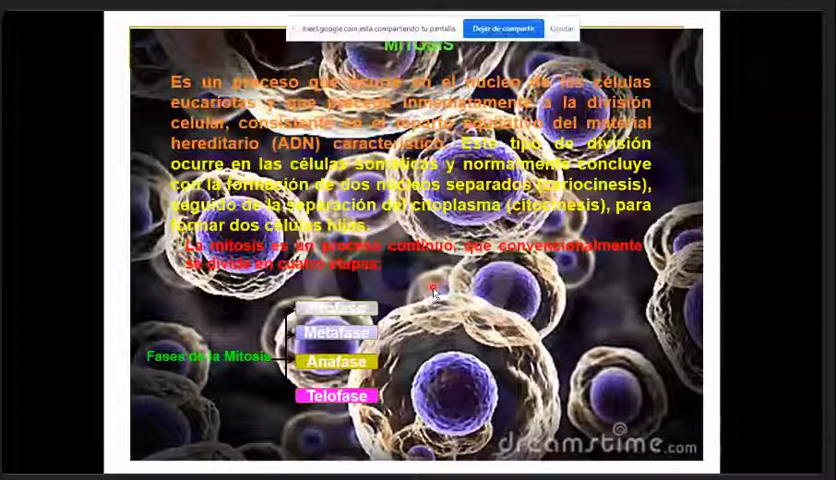 meet.google.com está compartiendo tu pantalla. Dejar de compartir Ocultar
MITOSIS
Es un proceso que ocurre en el núcleo de las células
eucariotas y que precede inmediatamente a la división
celular, consistente en el reparto equitativo del material
hereditario (ADN) característico. Este tipo de división
ocurre en las células somáticas y normalmente concluye
con la formación de dos núcleos separados (cariocinesis),
seguido de la separación del citoplasma (citocinesis), para
formar dos células hijas.
La mitosis es un proceso continuo, que convencionalmente
se divide en cuatro etapas:
Profase
Metafase
Fases de la Mitosis
Anafase
Telofase
dreamstime.com